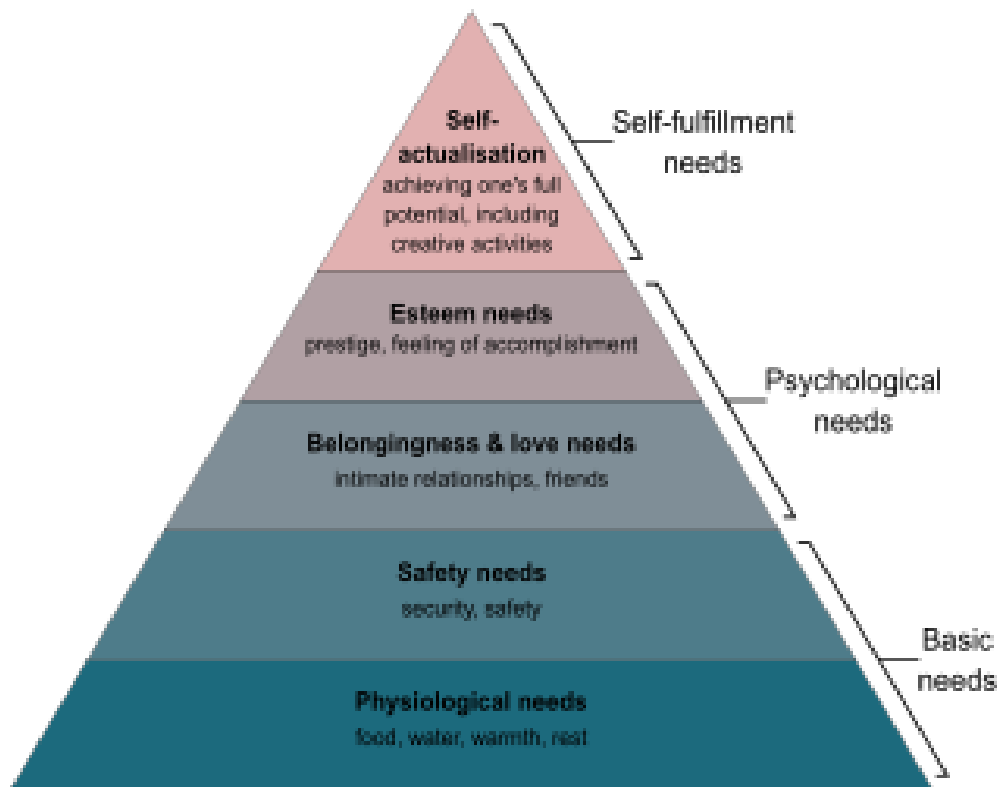 Self-
actualisation
achieving one's full
potential, including
creative activities
Self-fulfillment
needs
Esteem needs
prestige, feeling of accomplishment
Psychological
needs
Belongingness & love needs
intimate relationships, friends
Safety needs
security, safety
Basic
needs
Physiological needs
food, water, warmth, rest